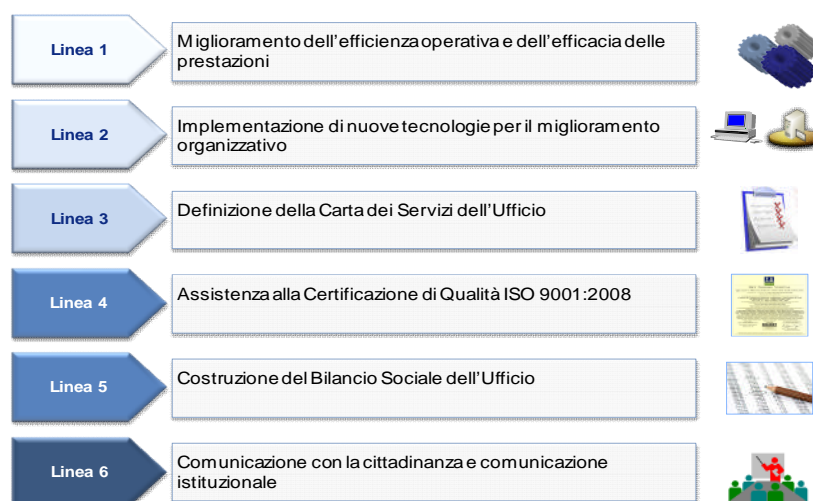 Linea 1
Miglioramento dell'efficienza operativa e dell'efficacia delle
prestazioni
Linea 2
Implementazione di nuove tecnologie per il miglioramento
organizzativo
Linea 3
Definizione della Carta dei Servizi dell'Ufficio
Linea 4
Assistenza alla Certificazione di Qualità ISO 9001:2008
Linea 5
Costruzione del Bilancio Sociale dell'Ufficio
Linea 6
Comunicazione con la cittadinanza e comunicazione
istituzionale